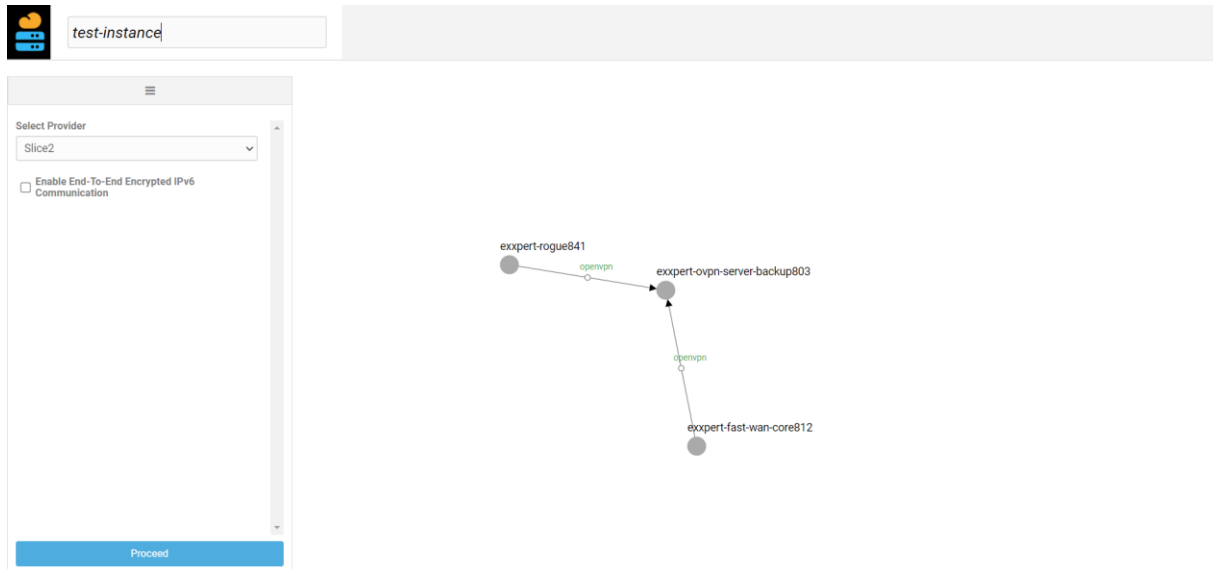 test-instance
Select Provider
Slice2
Enable End-To-End Encrypted IPv6
Communication
exxpert-rogue841
openvpn
exxpert-ovpn-server-backup803
openvpn
exxpert-fast-wan-core812
Proceed